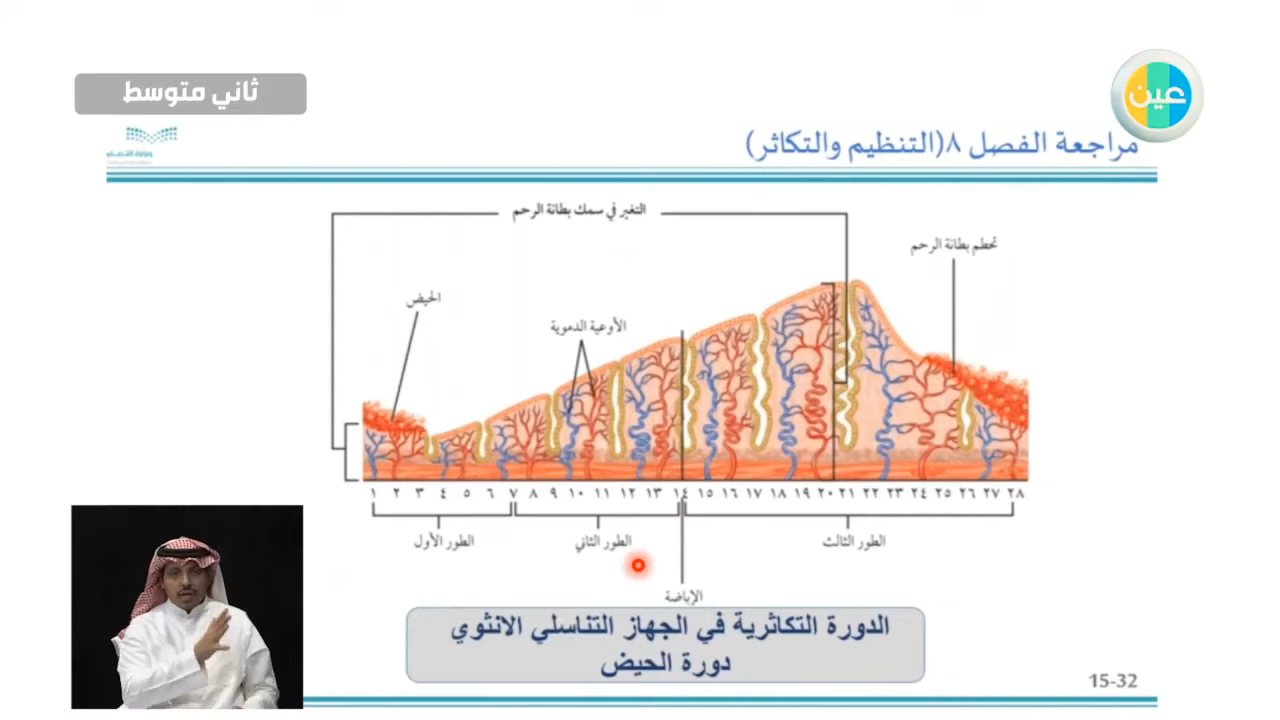 ثاني متوسط
عين
مراجعة الفصل ٨(التنظيم والتكاثر)
التغير في سمك بطانة الرحم
تحطم بطانة الرحم
الحيض
الأوعية الدموية
١ ٢ ٣ ٤ ٥ ٦ ٧ ٨ ٩ ١٠ ١١ ١٢ ١٣ ١٤ ١٥ ١٦ ١٧ ١٨ ١٩ ٢٠ ٢١ ٢٢ ٢٣ ٢٤ ٢٥ ٢٦ ٢٧ ٢٨
الطور الأول
الطور الثاني
الطور الثالث
الإباضة
الدورة التكاثرية في الجهاز التناسلي الانثوي
دورة الحيض
15-32